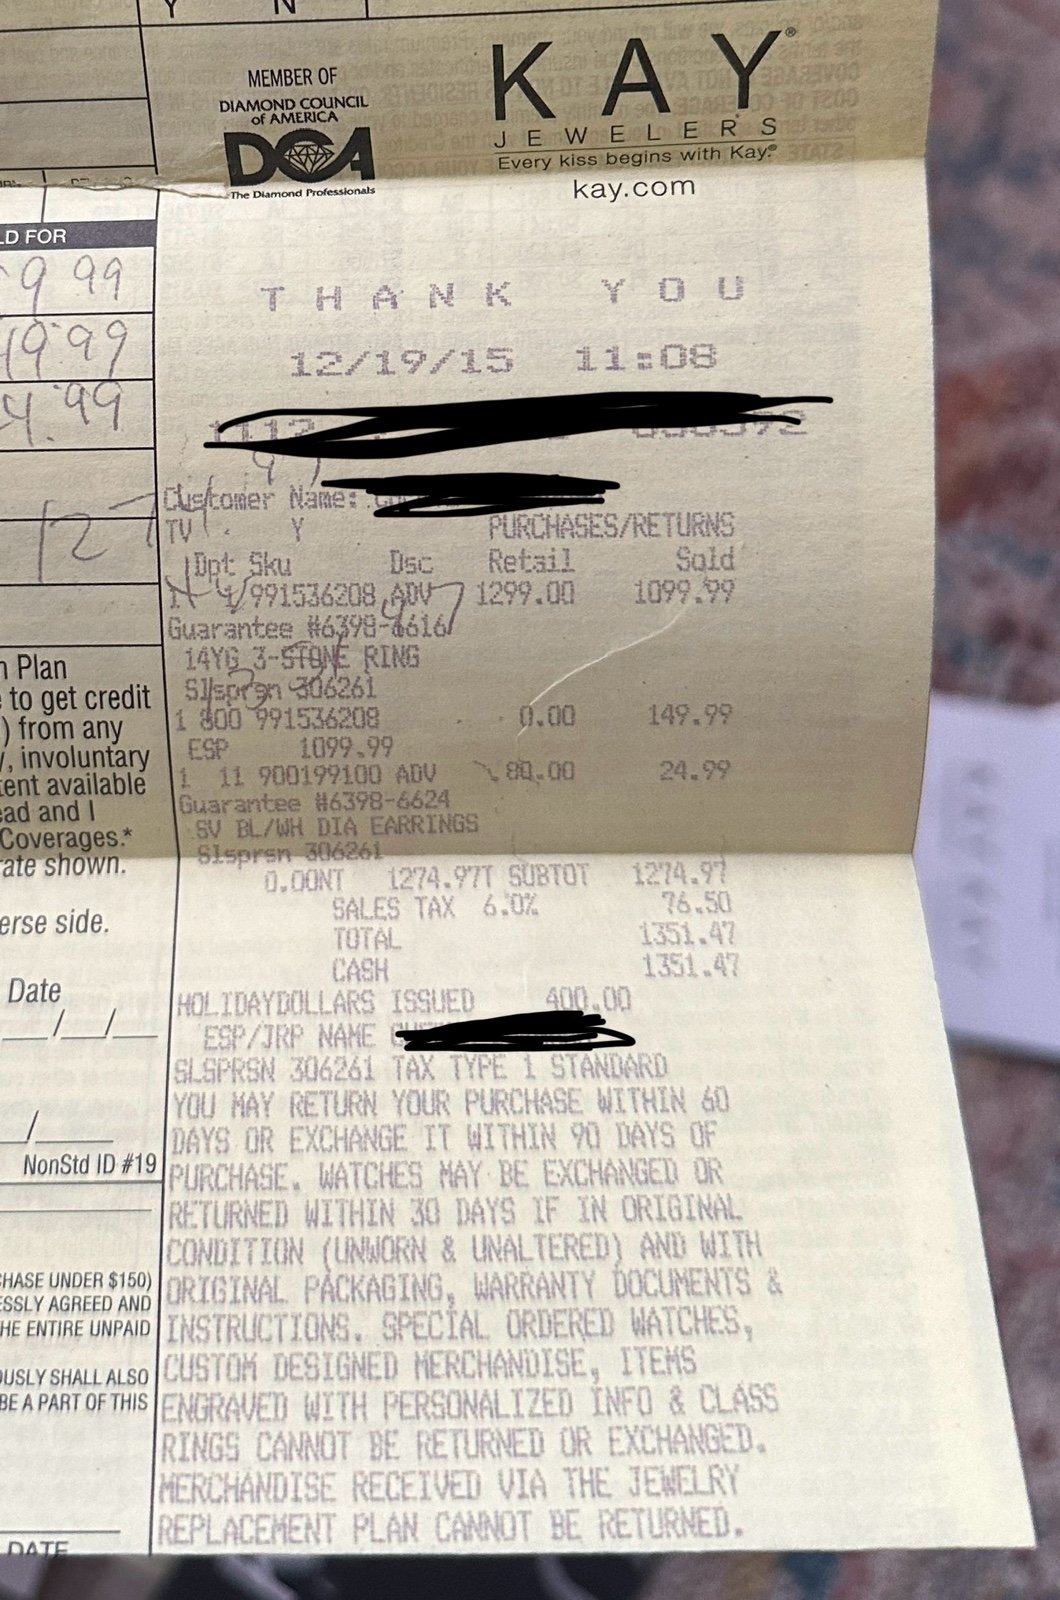 Y N
MEMBER OF
DIAMOND COUNCIL
of AMERICA
DCA
The Diamond Professionals
KAY®
JEWELERS
Every kiss begins with Kay.®
kay.com
LD FOR
9 99
19.99
4.99
127
THANK YOU
12/19/15 11:08
Customer Name:
TV Y PURCHASES/RETURNS
Dpt Sku Dsc Retail Sold
1 1 991536208 ADV 1299.00 1099.99
Guarantee #6398-6616
14YG 3-STONE RING
Slsprsn 306261
1 800 991536208 0.00 149.99
ESP 1099.99
1 11 900199100 ADV 80.00 24.99
Guarantee #6398-6624
SV BL/WH DIA EARRINGS
Slsprsn 306261
0.00NT 1274.97T SUBTOT 1274.97
SALES TAX 6.0% 76.50
TOTAL 1351.47
CASH 1351.47
HOLIDAYDOLLARS ISSUED 400.00
ESP/JRP NAME
SLSPRSN 306261 TAX TYPE 1 STANDARD
YOU MAY RETURN YOUR PURCHASE WITHIN 60
DAYS OR EXCHANGE IT WITHIN 90 DAYS OF
PURCHASE. WATCHES MAY BE EXCHANGED OR
RETURNED WITHIN 30 DAYS IF IN ORIGINAL
CONDITION (UNWORN & UNALTERED) AND WITH
ORIGINAL PACKAGING, WARRANTY DOCUMENTS &
INSTRUCTIONS. SPECIAL ORDERED WATCHES,
CUSTOM DESIGNED MERCHANDISE, ITEMS
ENGRAVED WITH PERSONALIZED INFO & CLASS
RINGS CANNOT BE RETURNED OR EXCHANGED.
MERCHANDISE RECEIVED VIA THE JEWELRY
REPLACEMENT PLAN CANNOT BE RETURNED.
n Plan
e to get credit
) from any
y, involuntary
tent available
ead and I
Coverages.*
rate shown.
erse side.
Date
NonStd ID #19
CHASE UNDER $150)
ESSLY AGREED AND
HE ENTIRE UNPAID
OUSLY SHALL ALSO
BE A PART OF THIS
DATE